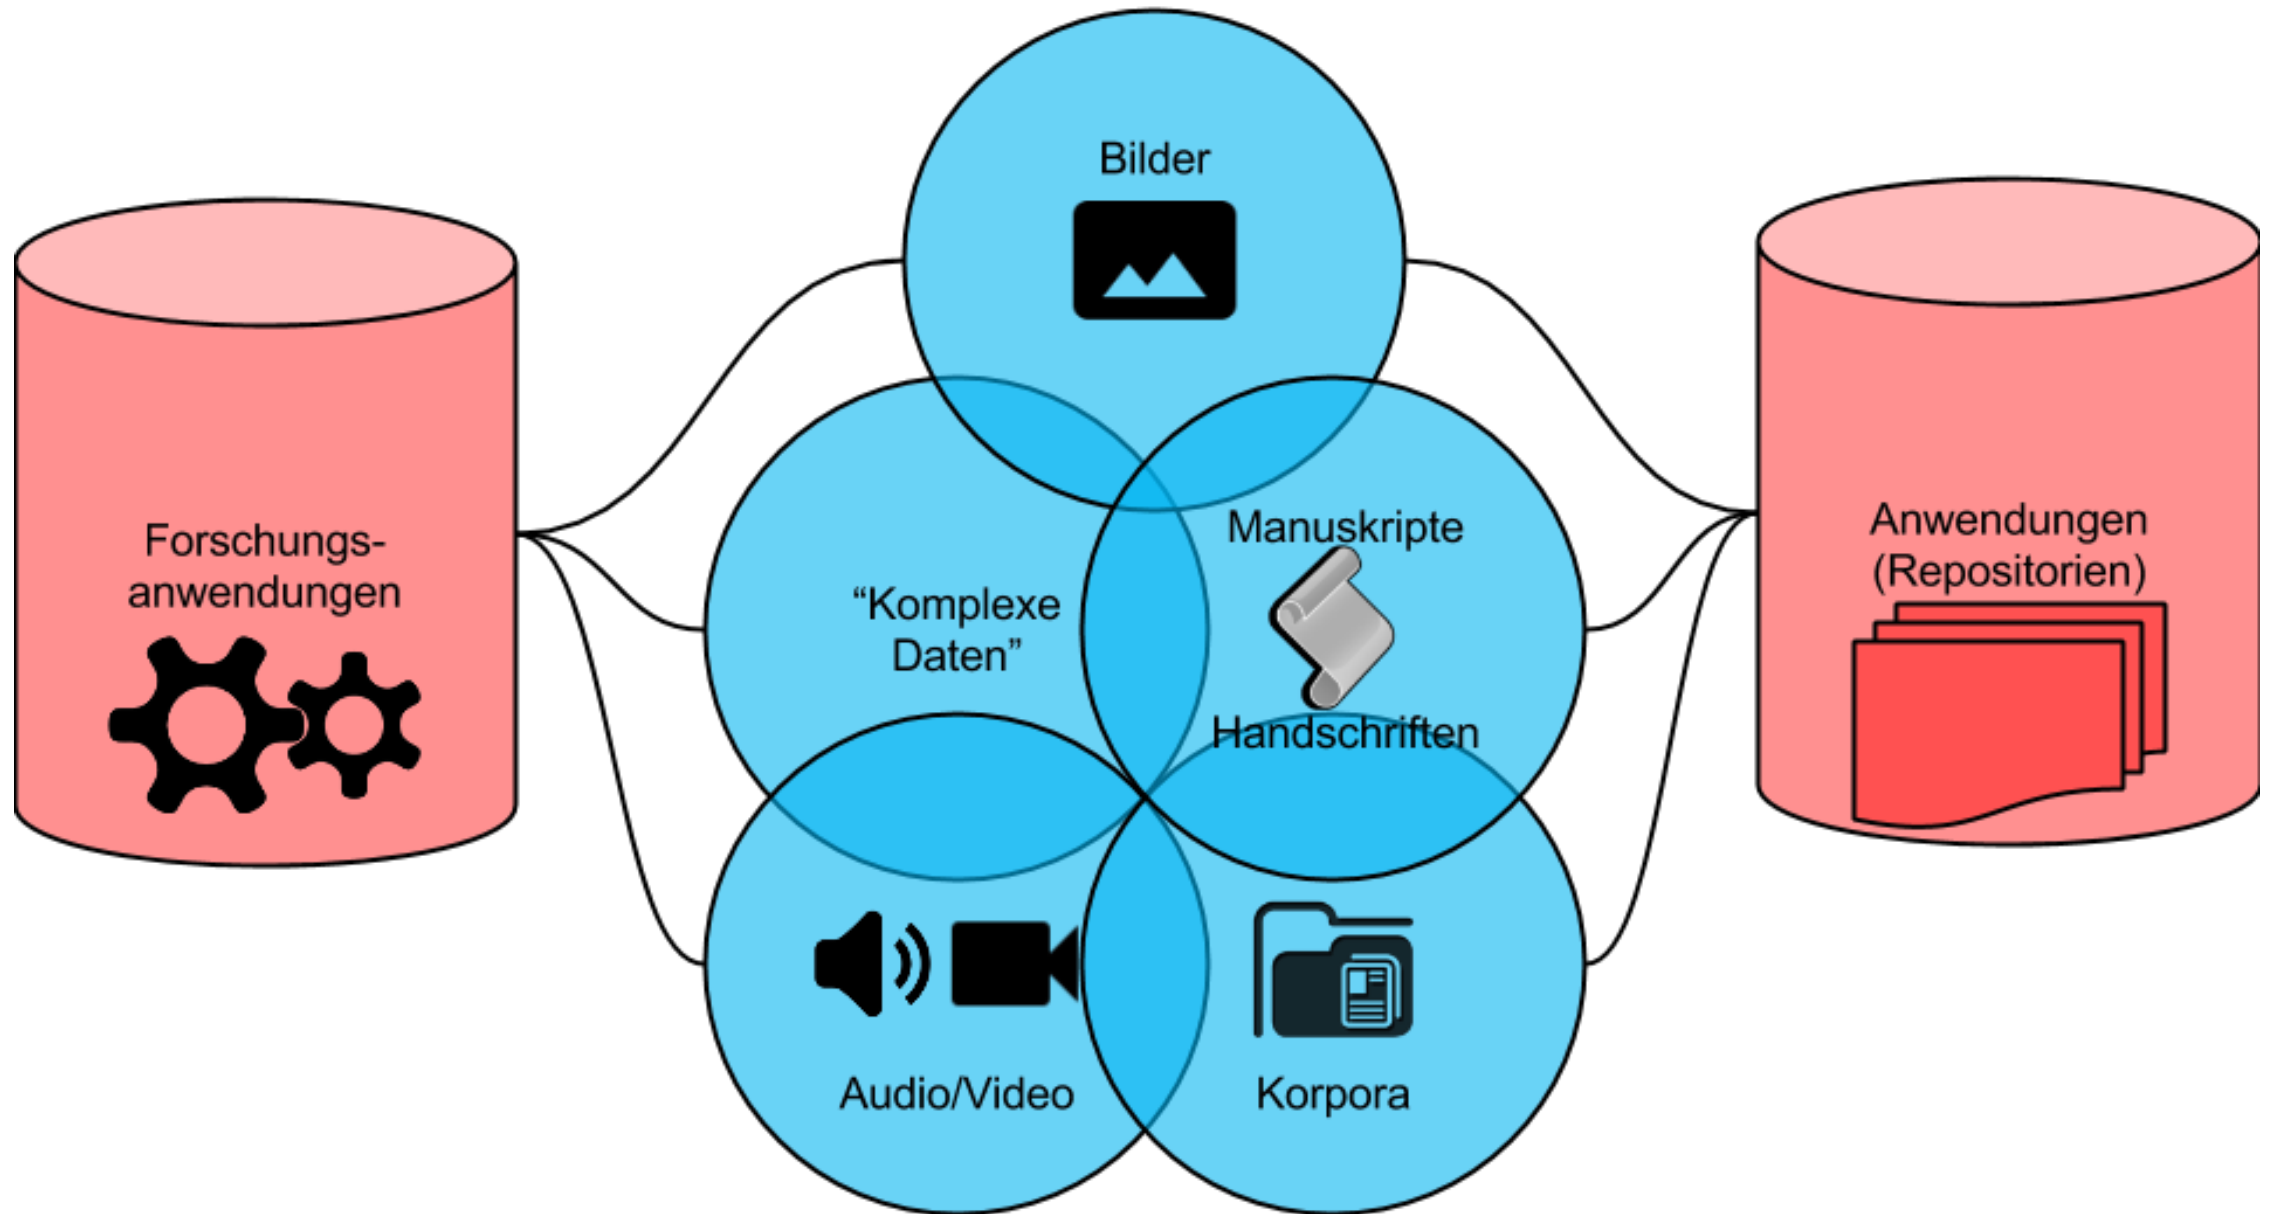 Bilder
Forschungs-
anwendungen
“Komplexe
Daten”
Manuskripte
Handschriften
Anwendungen
(Repositorien)
Audio/Video
Korpora